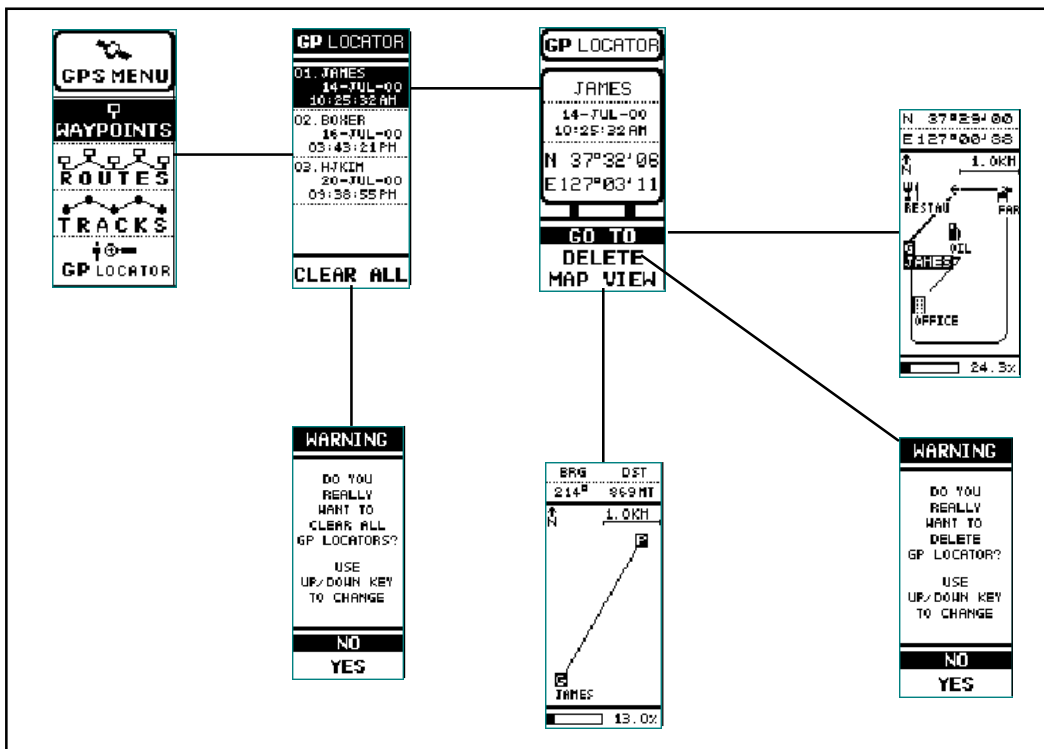 GPS MENU
WAYPOINTS
ROUTES
TRACKS
GP LOCATOR
GP LOCATOR
01.JAMES
14-JUL-00
10:25:32AM
02.BOXER
16-JUL-00
03:43:21PM
03.HJKIM
20-JUL-00
09:38:55PM
CLEAR ALL
GP LOCATOR
JAMES
14-JUL-00
10:25:32AM
N 37°32'06
E127°03'11
GO TO
DELETE
MAP VIEW
N 37°29'00
E127°00'88
N
1.0KM
RESTAU
FAR
OIL
G
JAMES
OFFICE
24.3%
WARNING
DO YOU
REALLY
WANT TO
CLEAR ALL
GP LOCATORS?
USE
UP/DOWN KEY
TO CHANGE
NO
YES
BRG DST
214° 969MT
N
1.0KM
P
G
JAMES
13.0%
WARNING
DO YOU
REALLY
WANT TO
DELETE
GP LOCATOR?
USE
UP/DOWN KEY
TO CHANGE
NO
YES